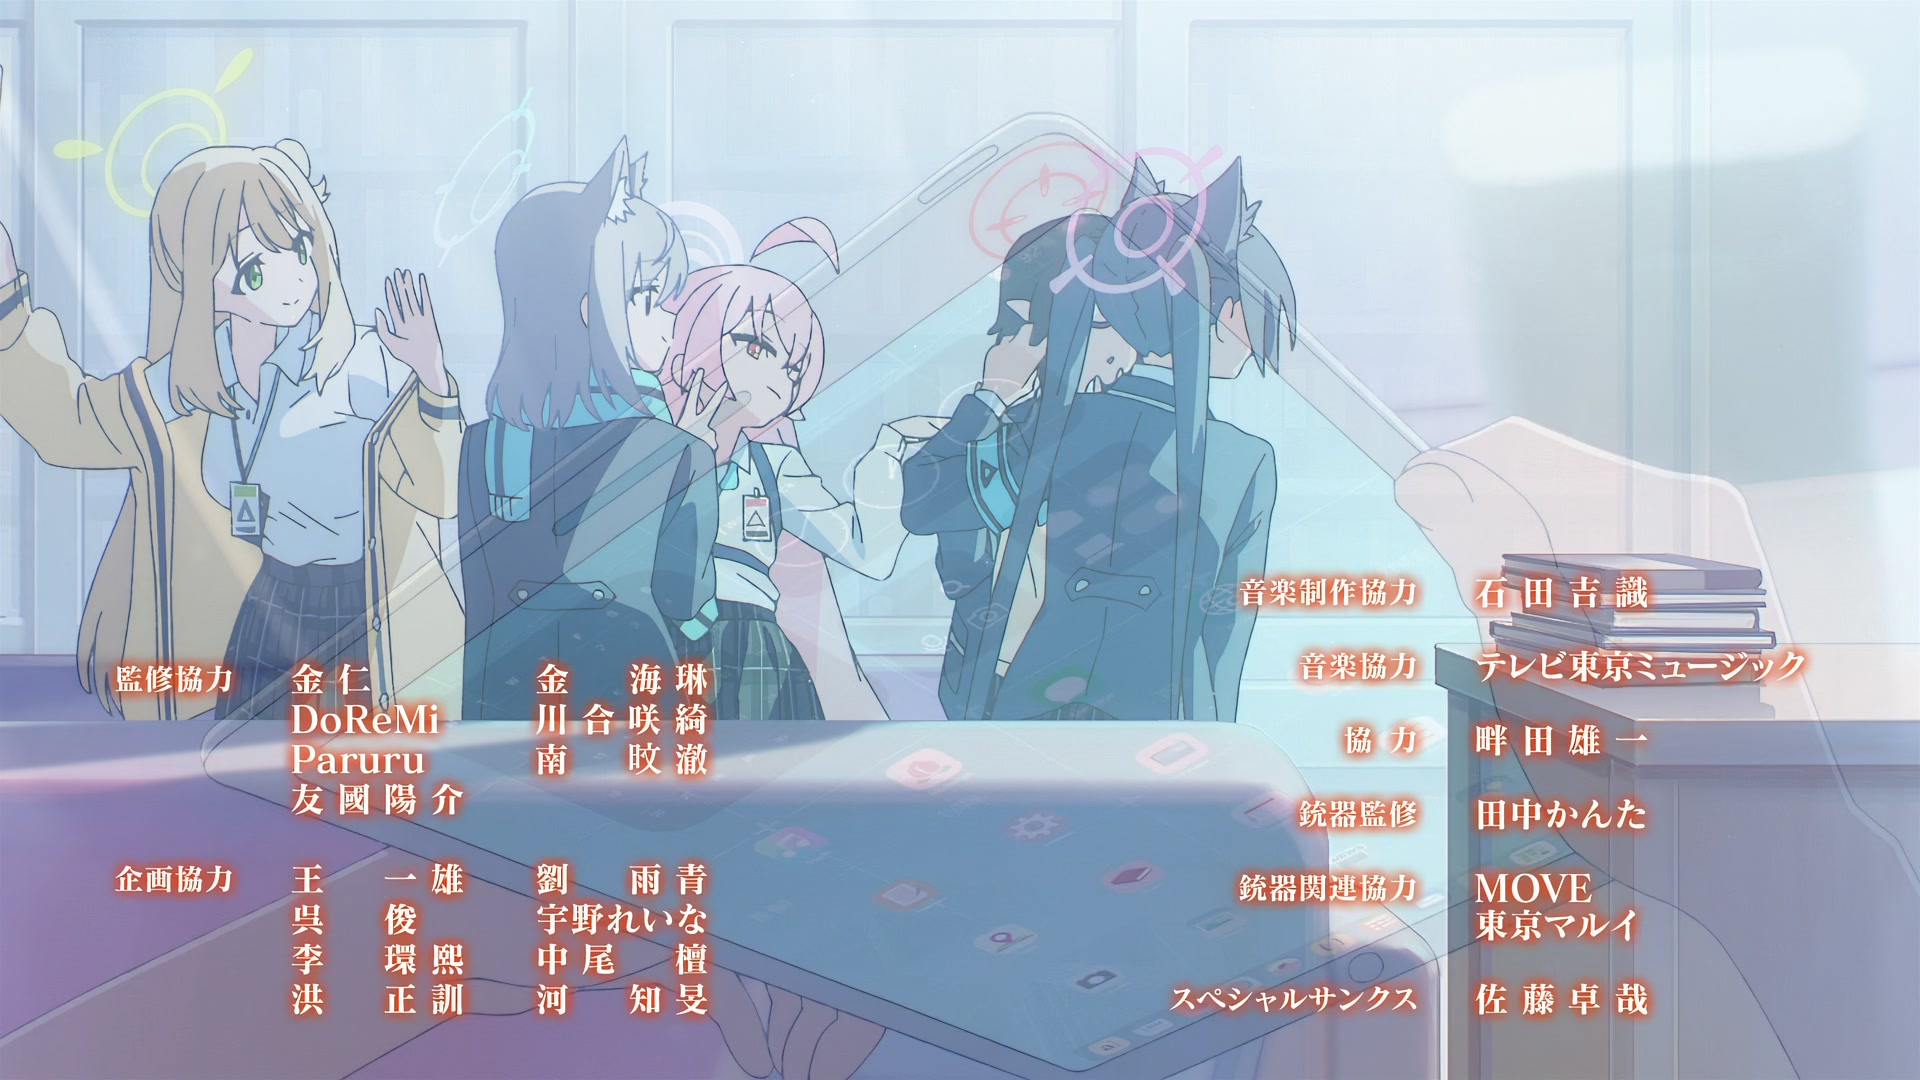 監修協力 金仁 金海琳
DoReMi 川合咲綺
Paruru 南旼澈
友國陽介
企画協力 王一雄 劉雨青
呉俊 宇野れいな
李環熙 中尾檀
洪正訓 河知旻
音楽制作協力 石田吉識
音楽協力 テレビ東京ミュージック
協力 畔田雄一
銃器監修 田中かんた
銃器関連協力 MOVE
東京マルイ
スペシャルサンクス 佐藤卓哉